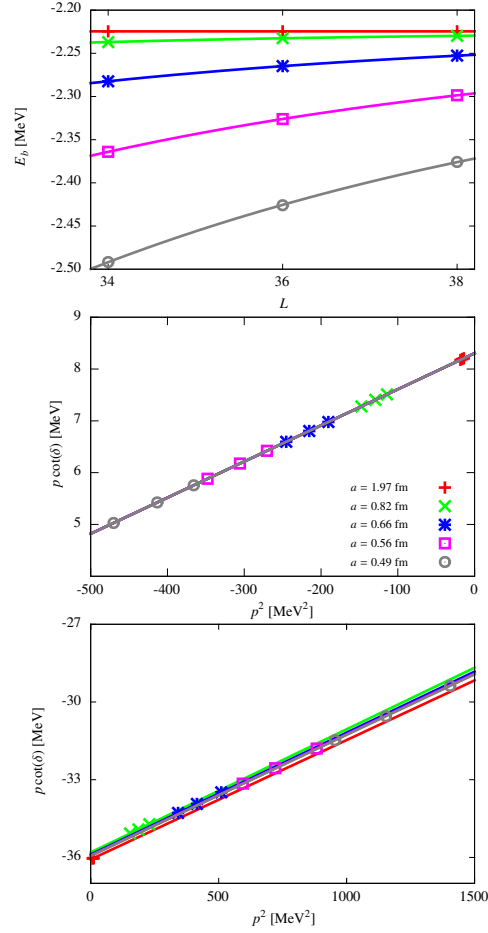 -2.20
-2.25
-2.30
-2.35
-2.40
-2.45
-2.50
E_b [MeV]
34 36 38
L
8
7
6
5
p cot(δ) [MeV]
a = 1.97 fm
a = 0.82 fm
a = 0.66 fm
a = 0.56 fm
a = 0.49 fm
-500 -400 -300 -200 -100 0
p² [MeV²]
-27
-30
-33
-36
p cot(δ) [MeV]
0 500 1000 1500
p² [MeV²]